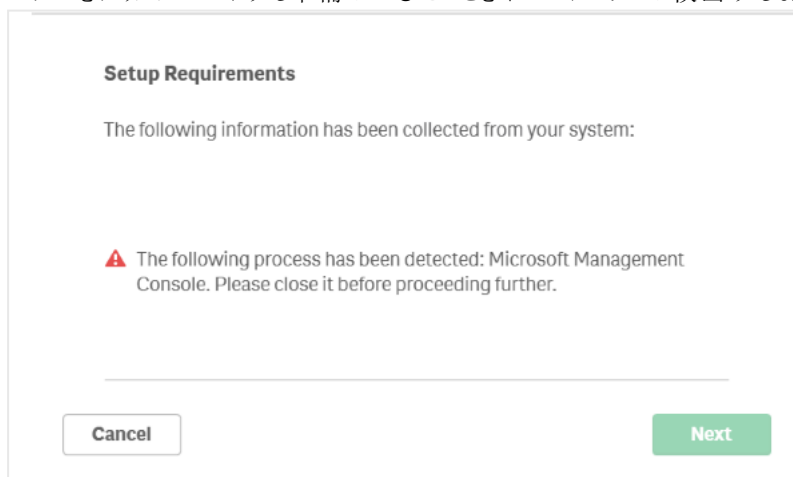 Setup Requirements
The following information has been collected from your system:
The following process has been detected: Microsoft Management
Console. Please close it before proceeding further.
Cancel
Next